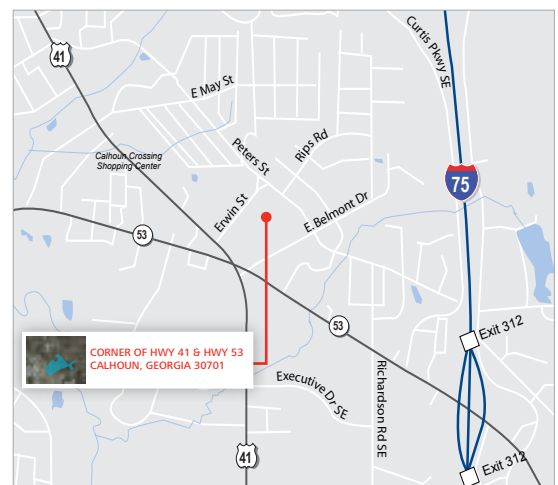 Curtis Pkwy SE
41
E May St
Peters St
Rips Rd
Calhoun Crossing
Shopping Center
75
Erwin St
E. Belmont Dr
53
53
Exit 312
CORNER OF HWY 41 & HWY 53
CALHOUN, GEORGIA 30701
Executive Dr SE
Richardson Rd SE
41
Exit 312